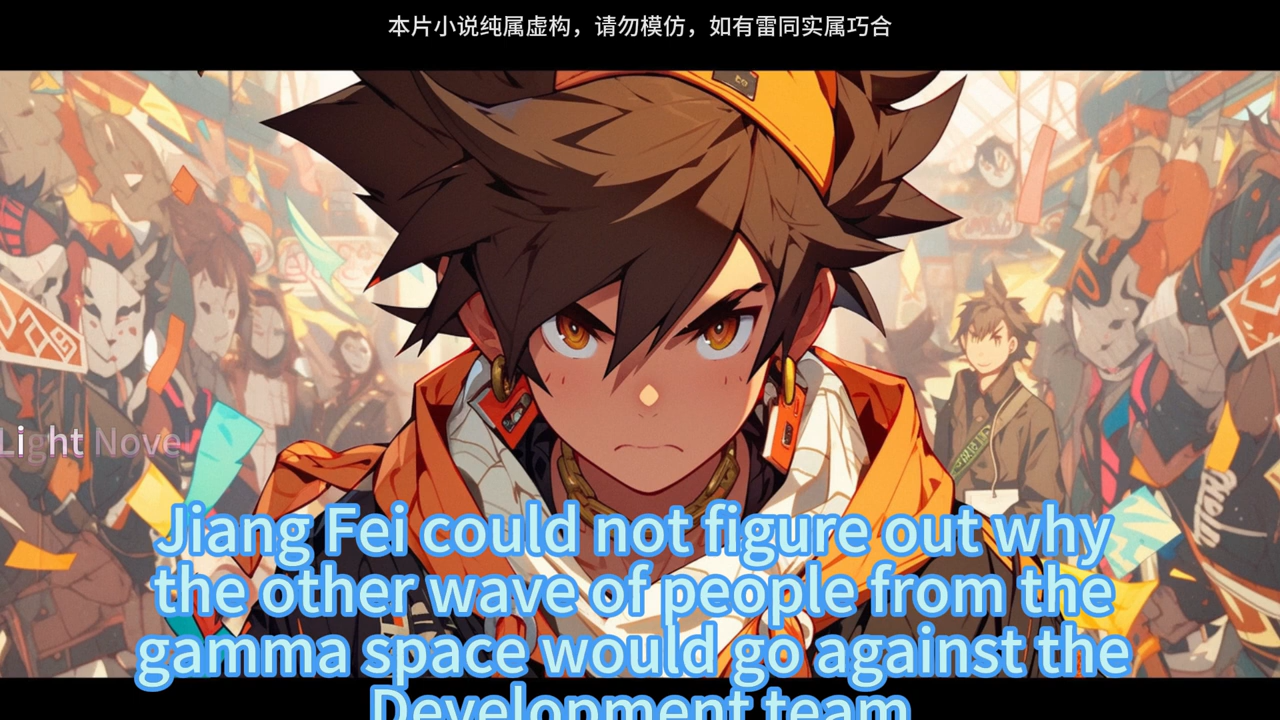 本片小说纯属虚构，请勿模仿，如有雷同实属巧合
Light Nove
Jiang Fei could not figure out why
the other wave of people from the
gamma space would go against the
Development team